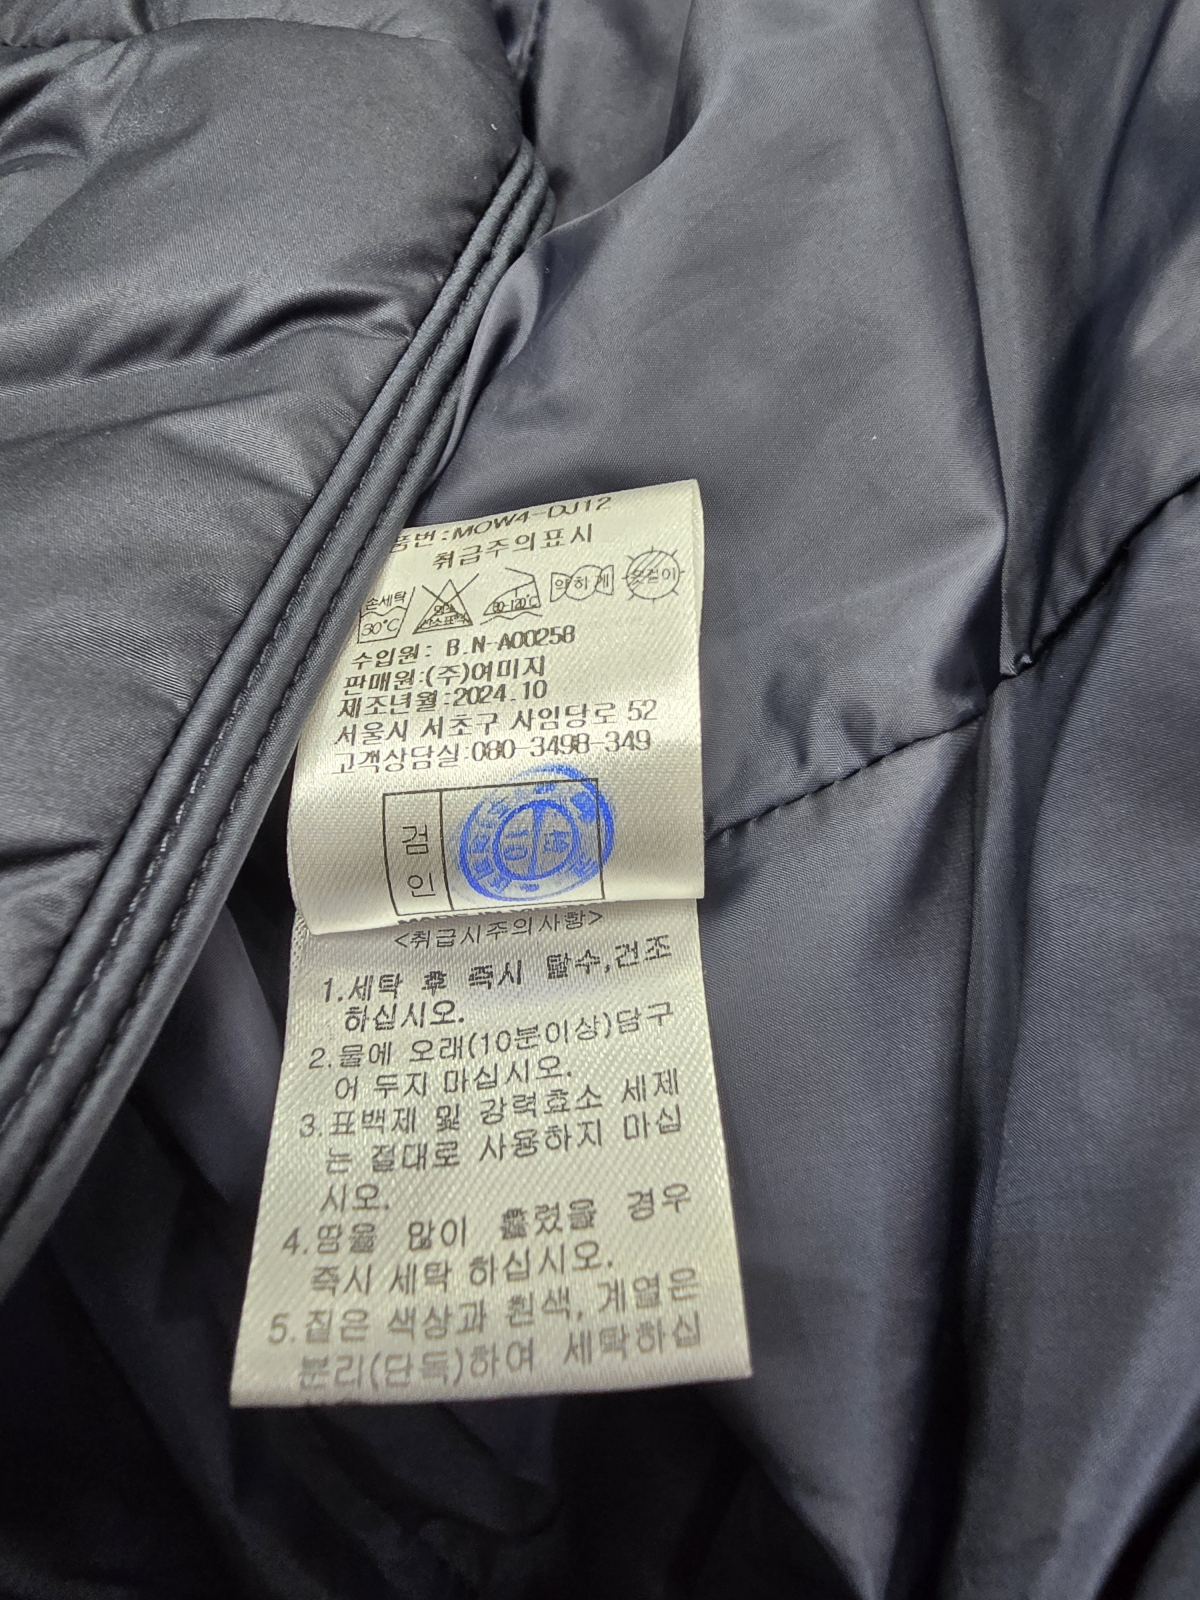 품번:MOW4-DJ12
취급주의표시
손세탁 30℃ 80-120℃ 약하게 옷걸이
수입원: B.N-A00258
판매원:(주)여미지
제조년월:2024.10
서울시 서초구 사임당로 52
고객상담실:080-3498-349
검인
<취급시주의사항>
1.세탁 후 즉시 탈수,건조
하십시오.
2.물에 오래(10분이상)담구
어 두지 마십시오.
3.표백제 및 강력효소 세제
는 절대로 사용하지 마십
시오.
4.땀을 많이 흘렸을 경우
즉시 세탁 하십시오.
5.짙은 색상과 흰색, 계열은
분리(단독)하여 세탁하십